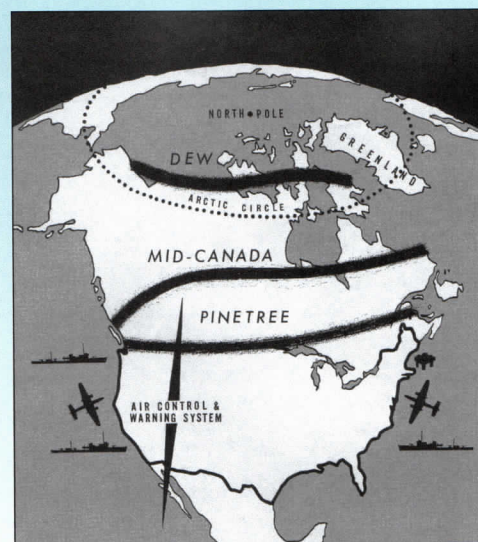 NORTH POLE
GREENLAND
DEW
ARCTIC CIRCLE
MID-CANADA
PINETREE
AIR CONTROL &
WARNING SYSTEM